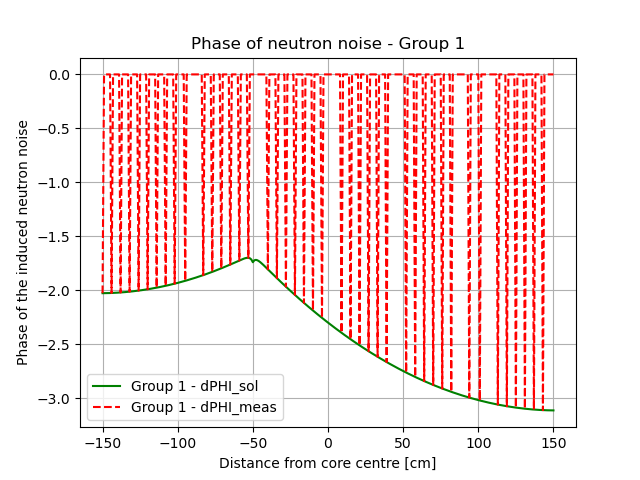 Phase of neutron noise - Group 1
Phase of the induced neutron noise
0.0
−0.5
−1.0
−1.5
−2.0
−2.5
−3.0
Group 1 - dPHI_sol
Group 1 - dPHI_meas
−150
−100
−50
0
50
100
150
Distance from core centre [cm]